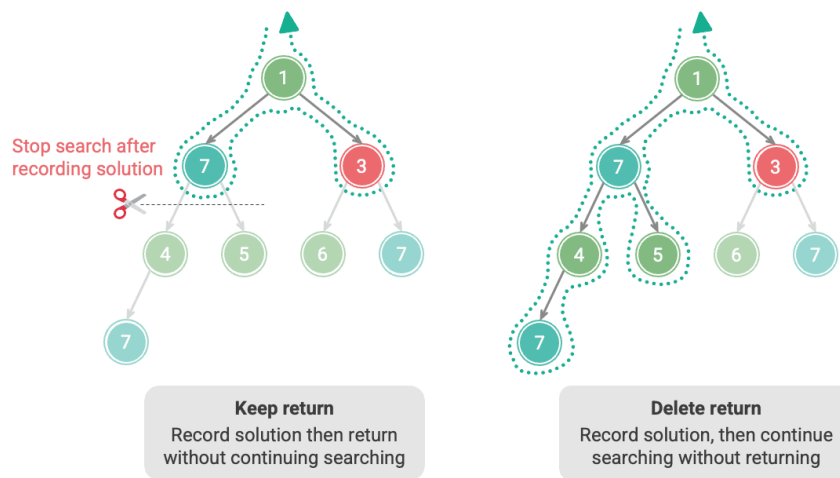 1
Stop search after
recording solution
7
3
4
5
6
7
7
Keep return
Record solution then return
without continuing searching
1
7
3
4
5
6
7
7
Delete return
Record solution, then continue
searching without returning